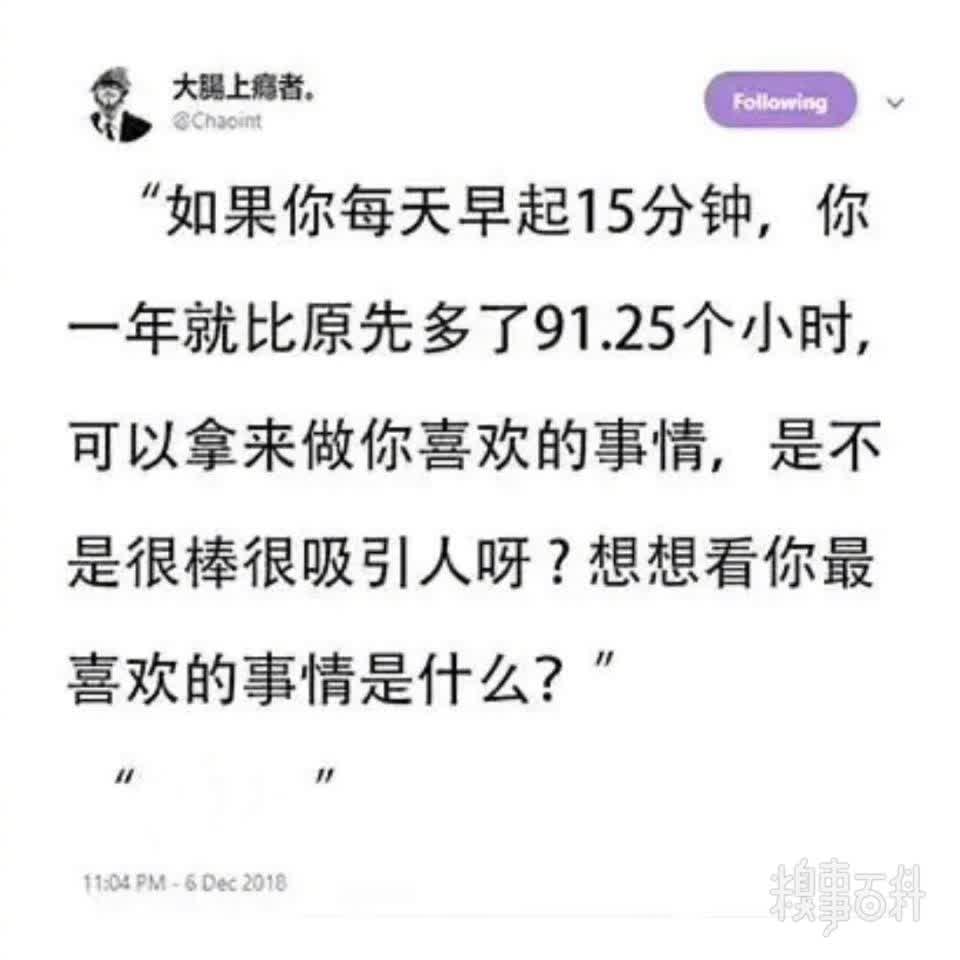 大腸上癮者。
@Chaoint
Following
“如果你每天早起15分钟，你
一年就比原先多了91.25个小时,
可以拿来做你喜欢的事情，是不
是很棒很吸引人呀？想想看你最
喜欢的事情是什么？”
“ ”
11:04 PM - 6 Dec 2018
糗事百科